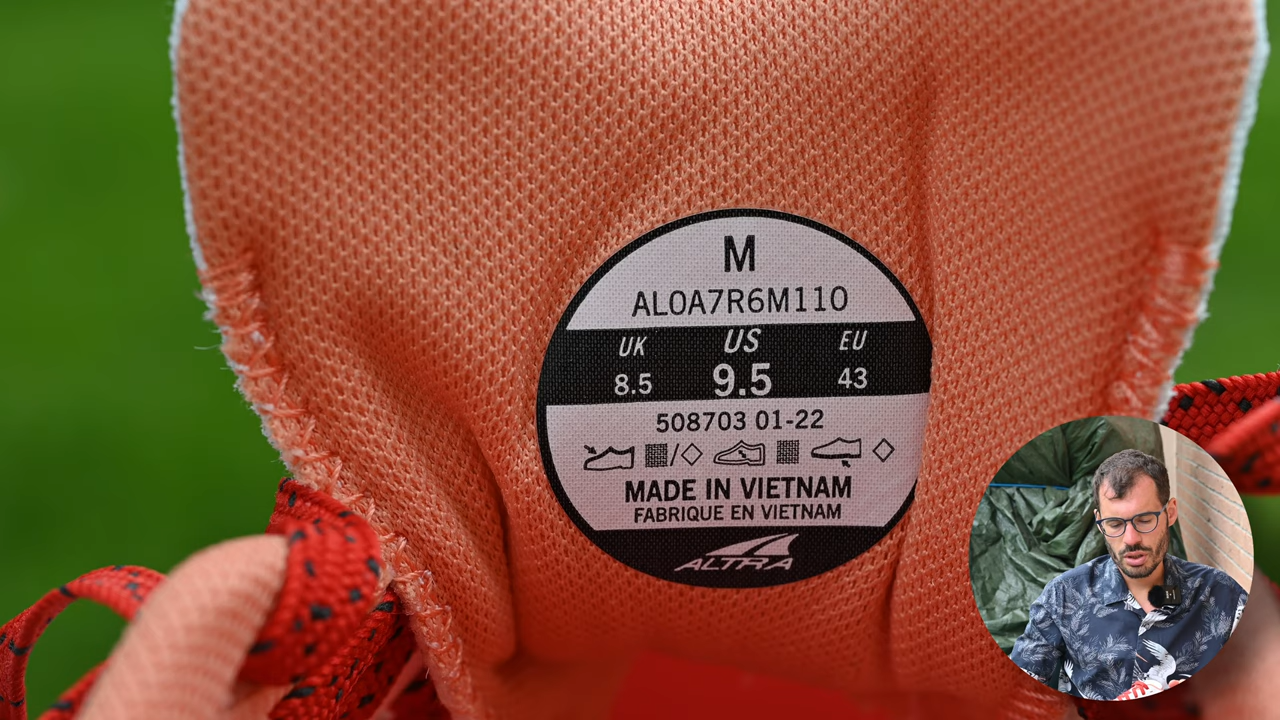 M
AL0A7R6M110
UK US EU
8.5 9.5 43
508703 01-22
MADE IN VIETNAM
FABRIQUE EN VIETNAM
ALTRA